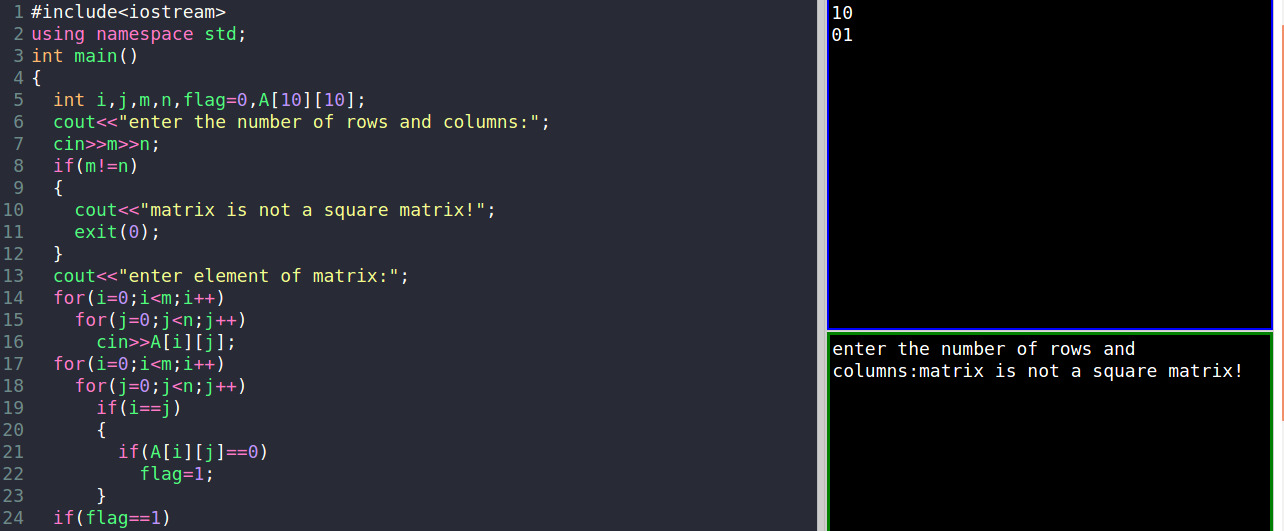 1 #include<iostream>
2 using namespace std;
3 int main()
4 {
5   int i,j,m,n,flag=0,A[10][10];
6   cout<<"enter the number of rows and columns:";
7   cin>>m>>n;
8   if(m!=n)
9   {
10     cout<<"matrix is not a square matrix!";
11     exit(0);
12   }
13   cout<<"enter element of matrix:";
14   for(i=0;i<m;i++)
15     for(j=0;j<n;j++)
16       cin>>A[i][j];
17   for(i=0;i<m;i++)
18     for(j=0;j<n;j++)
19       if(i==j)
20       {
21         if(A[i][j]==0)
22           flag=1;
23       }
24   if(flag==1)
10
01
enter the number of rows and
columns:matrix is not a square matrix!